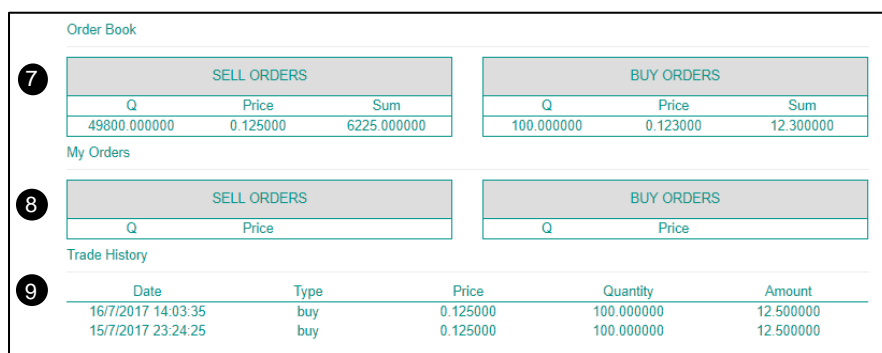 Order Book
7
SELL ORDERS BUY ORDERS
Q Price Sum Q Price Sum
49800.000000 0.125000 6225.000000 100.000000 0.123000 12.300000
My Orders
8
SELL ORDERS BUY ORDERS
Q Price Q Price
Trade History
9
Date Type Price Quantity Amount
16/7/2017 14:03:35 buy 0.125000 100.000000 12.500000
15/7/2017 23:24:25 buy 0.125000 100.000000 12.500000